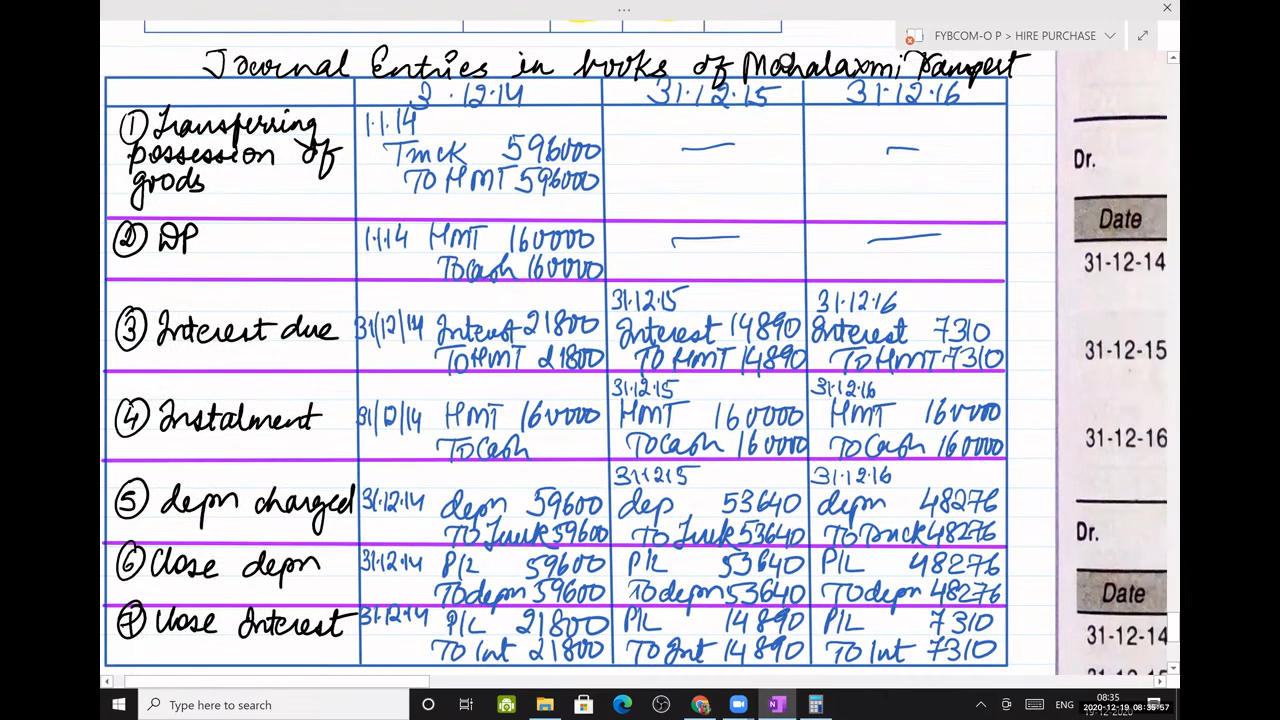 FYBCOM-O P > HIRE PURCHASE
Journal Entries in books of Mahalaxmi Transport
31.12.15 31.12.16
① Transferring possession of goods
1.1.14
Truck 596000
To HMT 596000
② DP
1.1.14 HMT 160000
To Cash 160000
③ Interest due
31/12/14 Interest 21800
To HMT 21800
31.12.15
Interest 14890
To HMT 14890
31.12.16
Interest 7310
To HMT 7310
④ Instalment
HMT 160000
To Cash
31.12.15
HMT 160000
To Cash 160000
31.12.16
HMT 160000
To Cash 160000
⑤ depn charged
31.12.14 depn 59600
To Truck 59600
31.12.15
dep 53640
To Truck 53640
31.12.16
depn 48276
To Truck 48276
⑥ Close depn
31.12.14 P/L 59600
To depn 59600
P/L 53640
To depn 53640
P/L 48276
To depn 48276
⑦ Close Interest
31.12.14 P/L 21800
To Int 21800
P/L 14890
To Int 14890
P/L 7310
To Int 7310
Dr.
Date
31-12-14
31-12-15
31-12-16
Dr.
Date
31-12-14
Type here to search
ENG
08:35
2020-12-19 08:35:57